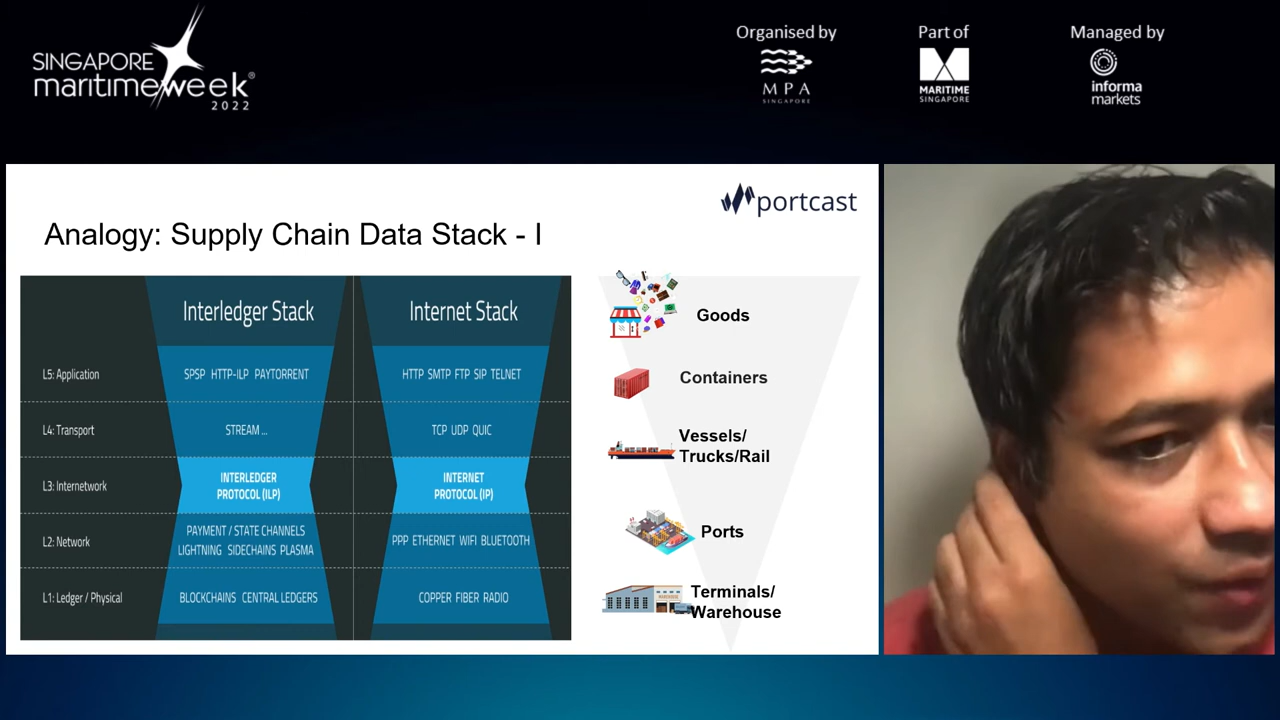 SINGAPORE
maritimeweek®
2022
Organised by
MPA
SINGAPORE
Part of
MARITIME
SINGAPORE
Managed by
informa
markets
portcast
Analogy: Supply Chain Data Stack - I
Interledger Stack
Internet Stack
L5: Application
SPSP HTTP-ILP PAYTORRENT
HTTP SMTP FTP SIP TELNET
L4: Transport
STREAM ...
TCP UDP QUIC
L3: Internetwork
INTERLEDGER
PROTOCOL (ILP)
INTERNET
PROTOCOL (IP)
L2: Network
PAYMENT / STATE CHANNELS
LIGHTNING SIDECHAINS PLASMA
PPP ETHERNET WIFI BLUETOOTH
L1: Ledger / Physical
BLOCKCHAINS CENTRAL LEDGERS
COPPER FIBER RADIO
Goods
Containers
Vessels/
Trucks/Rail
Ports
WAREHOUSE
Terminals/
Warehouse